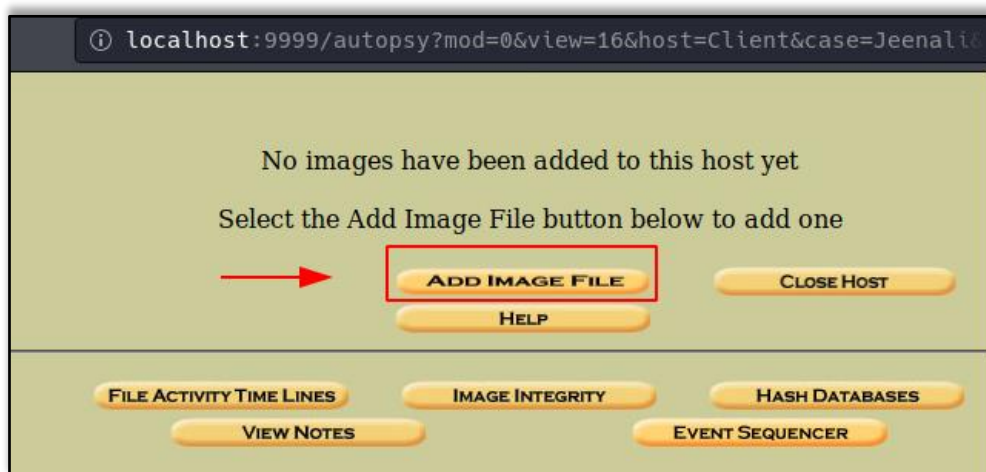 localhost:9999/autopsy?mod=0&view=16&host=Client&case=Jeenali&
No images have been added to this host yet
Select the Add Image File button below to add one
ADD IMAGE FILE
CLOSE HOST
HELP
FILE ACTIVITY TIME LINES
IMAGE INTEGRITY
HASH DATABASES
VIEW NOTES
EVENT SEQUENCER